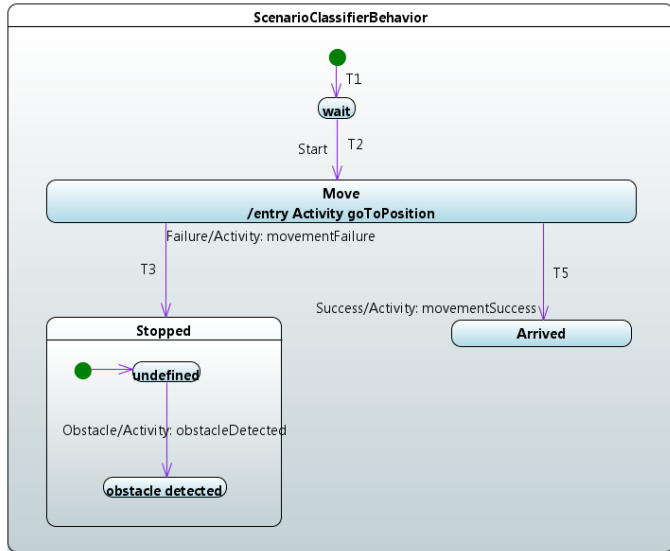 ScenarioClassifierBehavior
T1
wait
Start
T2
Move
/entry Activity goToPosition
Failure/Activity: movementFailure
T3
T5
Success/Activity: movementSuccess
Stopped
Arrived
undefined
Obstacle/Activity: obstacleDetected
obstacle detected